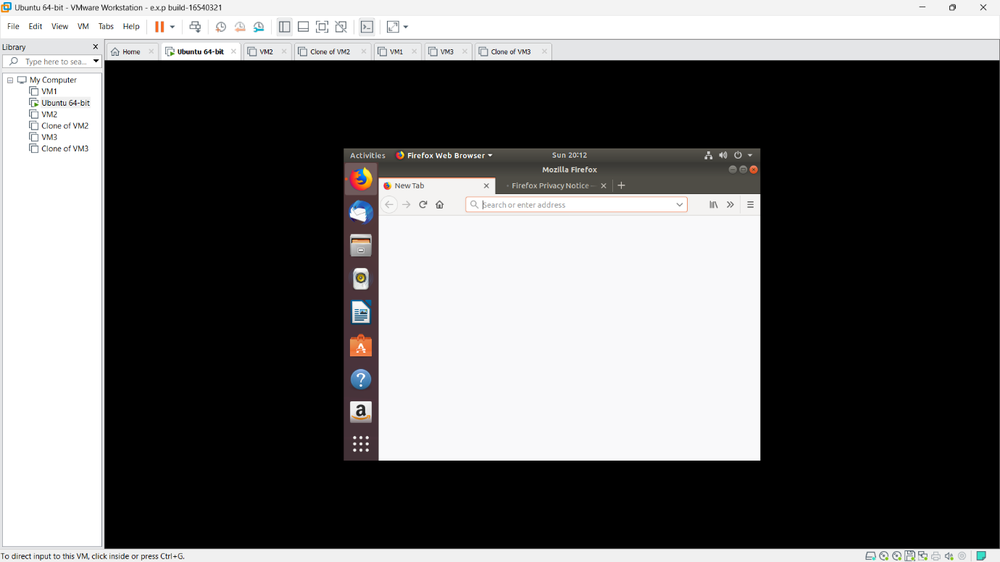 Ubuntu 64-bit - VMware Workstation - e.x.p build-16540321
File Edit View VM Tabs Help
Library
Type here to sea...
My Computer
VM1
Ubuntu 64-bit
VM2
Clone of VM2
VM3
Clone of VM3
Home Ubuntu 64-bit VM2 Clone of VM2 VM1 VM3 Clone of VM3
Activities Firefox Web Browser Sun 20:12
Mozilla Firefox
New Tab Firefox Privacy Notice —
Search or enter address
To direct input to this VM, click inside or press Ctrl+G.